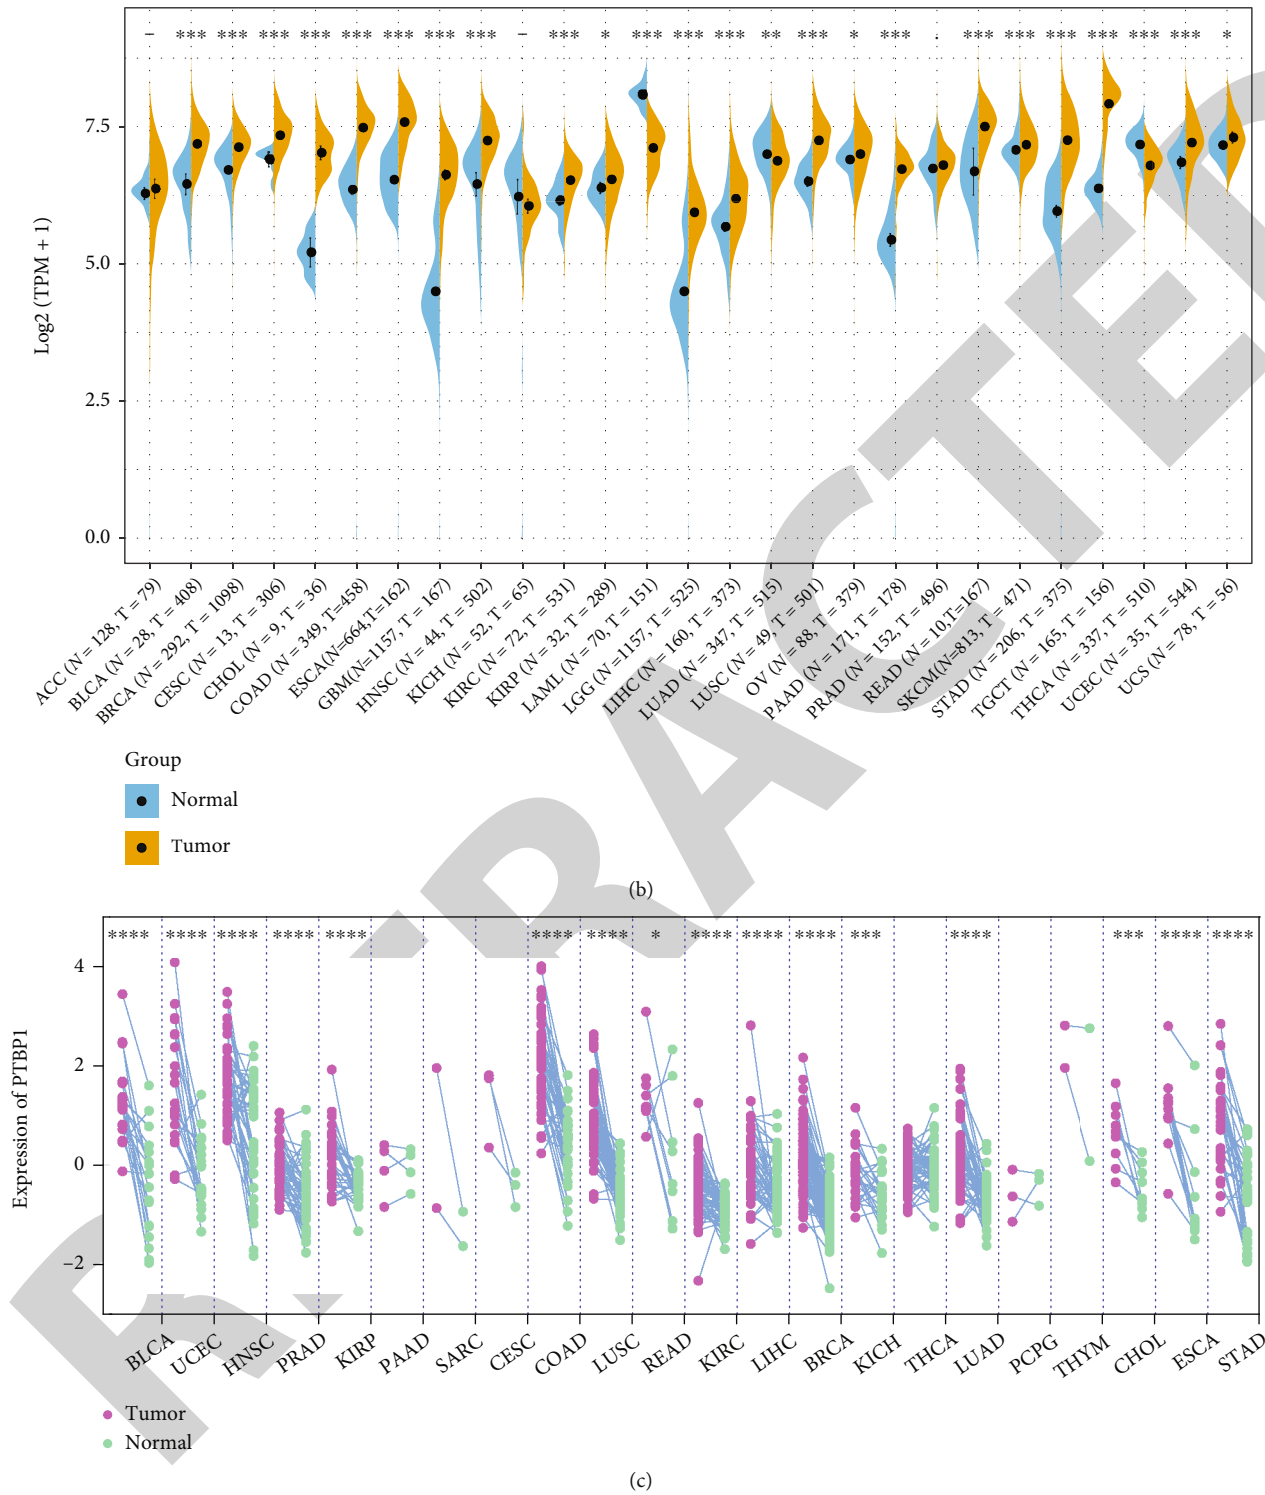 – *** *** *** *** *** *** *** *** – *** * *** *** *** ** *** * *** . *** *** *** *** *** *** *
Log2 (TPM + 1)
7.5
5.0
2.5
0.0
ACC (N = 128, T = 79)
BLCA (N = 28, T = 408)
BRCA (N = 292, T = 1098)
CESC (N = 13, T = 306)
CHOL (N = 9, T = 36)
COAD (N = 349, T=458)
ESCA(N=664,T=162)
GBM(N=1157, T = 167)
HNSC (N = 44, T = 502)
KICH (N = 52, T = 65)
KIRC (N = 72, T = 531)
KIRP (N = 32, T = 289)
LAML (N = 70, T = 151)
LGG (N = 1157, T = 525)
LIHC (N = 160, T = 373)
LUAD (N = 347, T = 515)
LUSC (N = 49, T = 501)
OV (N = 88, T = 379)
PAAD (N = 171, T = 178)
PRAD (N = 152, T = 496)
READ (N = 10,T=167)
SKCM(N=813, T = 471)
STAD (N = 206, T = 375)
TGCT (N = 165, T = 156)
THCA (N = 337, T = 510)
UCEC (N = 35, T = 544)
UCS (N = 78, T = 56)
Group
Normal
Tumor
(b)
**** **** **** **** **** **** **** * **** **** **** *** **** *** **** ****
Expression of PTBP1
4
2
0
–2
BLCA
UCEC
HNSC
PRAD
KIRP
PAAD
SARC
CESC
COAD
LUSC
READ
KIRC
LIHC
BRCA
KICH
THCA
LUAD
PCPG
THYM
CHOL
ESCA
STAD
Tumor
Normal
(c)